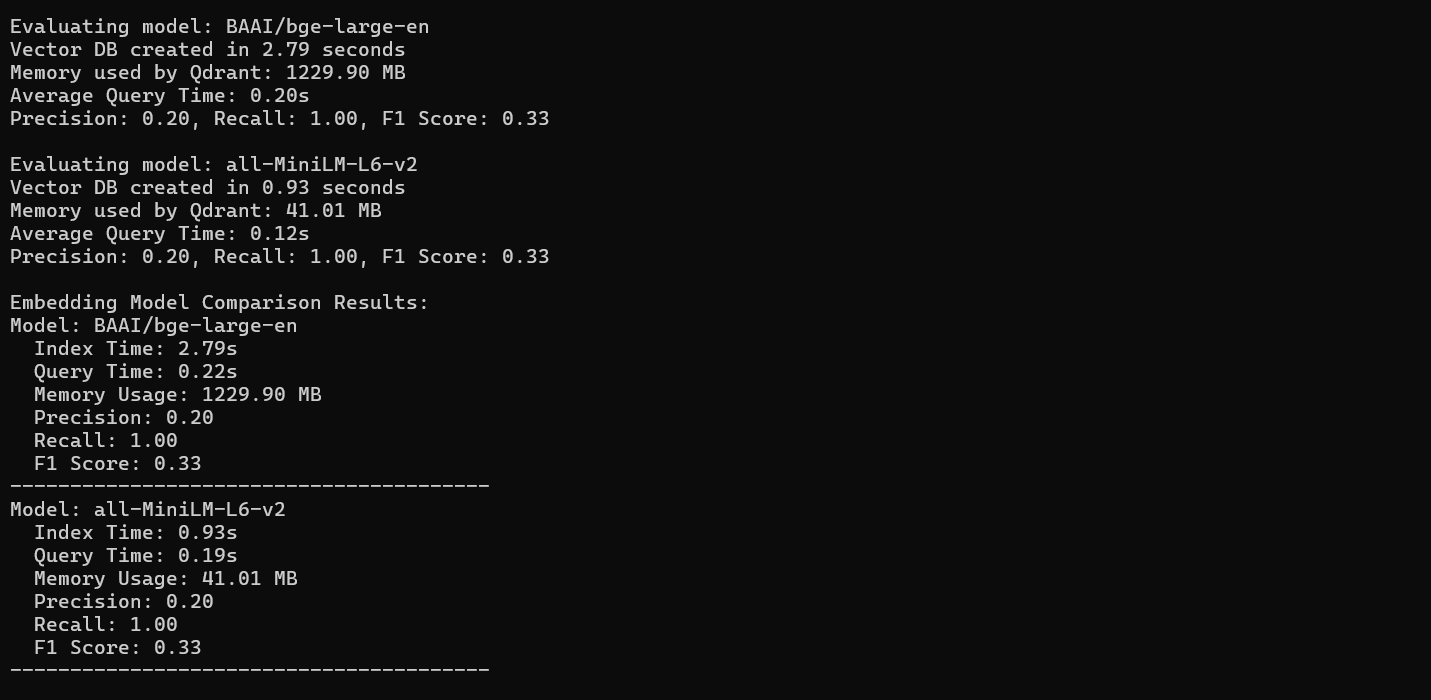 Evaluating model: BAAI/bge-large-en
Vector DB created in 2.79 seconds
Memory used by Qdrant: 1229.90 MB
Average Query Time: 0.20s
Precision: 0.20, Recall: 1.00, F1 Score: 0.33

Evaluating model: all-MiniLM-L6-v2
Vector DB created in 0.93 seconds
Memory used by Qdrant: 41.01 MB
Average Query Time: 0.12s
Precision: 0.20, Recall: 1.00, F1 Score: 0.33

Embedding Model Comparison Results:
Model: BAAI/bge-large-en
  Index Time: 2.79s
  Query Time: 0.22s
  Memory Usage: 1229.90 MB
  Precision: 0.20
  Recall: 1.00
  F1 Score: 0.33
----------------------------------------
Model: all-MiniLM-L6-v2
  Index Time: 0.93s
  Query Time: 0.19s
  Memory Usage: 41.01 MB
  Precision: 0.20
  Recall: 1.00
  F1 Score: 0.33
----------------------------------------